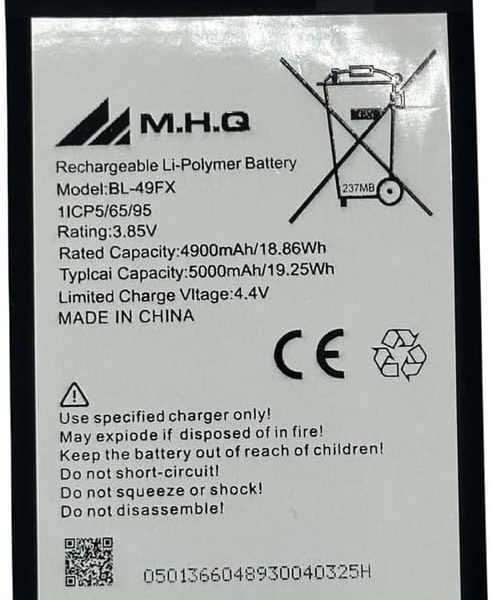 M.H.Q
Rechargeable Li-Polymer Battery
Model:BL-49FX
1ICP5/65/95
Rating:3.85V
Rated Capacity:4900mAh/18.86Wh
Typlcai Capacity:5000mAh/19.25Wh
Limited Charge Vltage:4.4V
MADE IN CHINA
237MB
CE
Use specified charger only!
May explode if disposed of in fire!
Keep the battery out of reach of children!
Do not short-circuit!
Do not squeeze or shock!
Do not disassemble!
0501366048930040325H